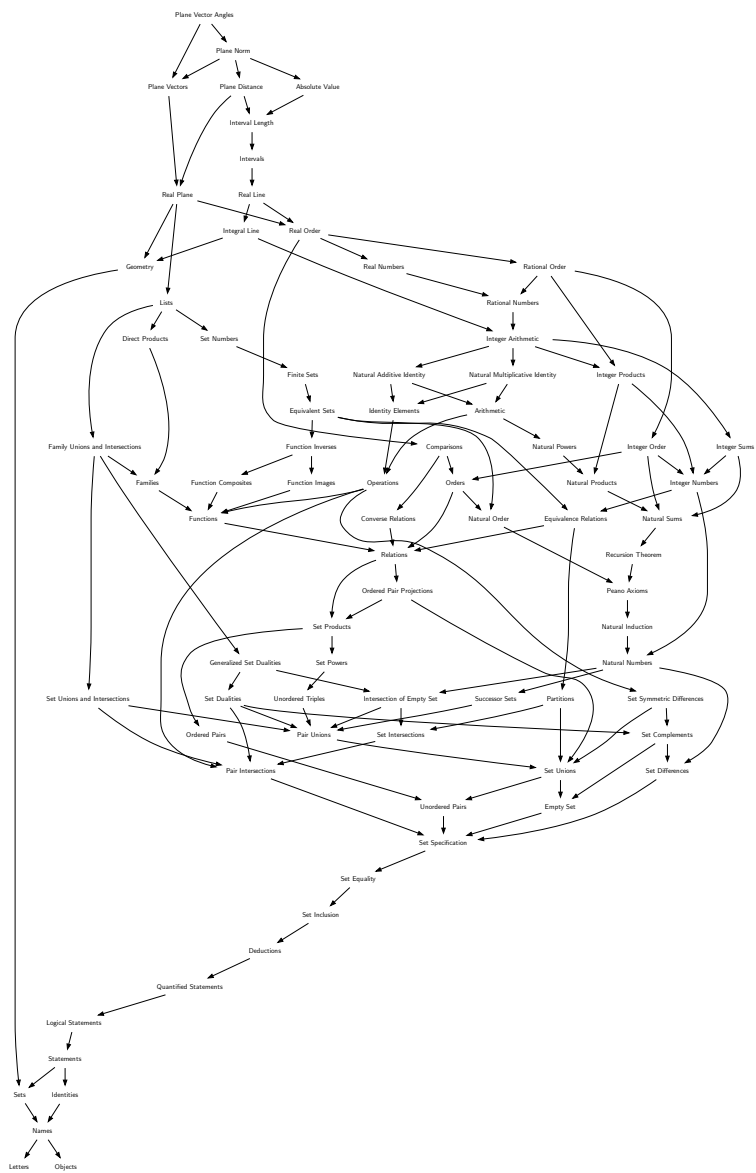 Plane Vector Angles
Plane Norm
Plane Vectors
Plane Distance
Absolute Value
Interval Length
Intervals
Real Plane
Real Line
Integral Line
Real Order
Geometry
Real Numbers
Rational Order
Lists
Rational Numbers
Direct Products
Set Numbers
Integer Arithmetic
Finite Sets
Natural Additive Identity
Natural Multiplicative Identity
Integer Products
Equivalent Sets
Identity Elements
Arithmetic
Family Unions and Intersections
Function Inverses
Comparisons
Natural Powers
Integer Order
Integer Sums
Families
Function Composites
Function Images
Operations
Orders
Natural Products
Integer Numbers
Functions
Converse Relations
Natural Order
Equivalence Relations
Natural Sums
Relations
Recursion Theorem
Ordered Pair Projections
Peano Axioms
Set Products
Natural Induction
Generalized Set Dualities
Set Powers
Natural Numbers
Set Unions and Intersections
Set Dualities
Unordered Triples
Intersection of Empty Set
Successor Sets
Partitions
Set Symmetric Differences
Ordered Pairs
Pair Unions
Set Intersections
Set Complements
Pair Intersections
Set Unions
Set Differences
Unordered Pairs
Empty Set
Set Specification
Set Equality
Set Inclusion
Deductions
Quantified Statements
Logical Statements
Statements
Sets
Identities
Names
Letters
Objects